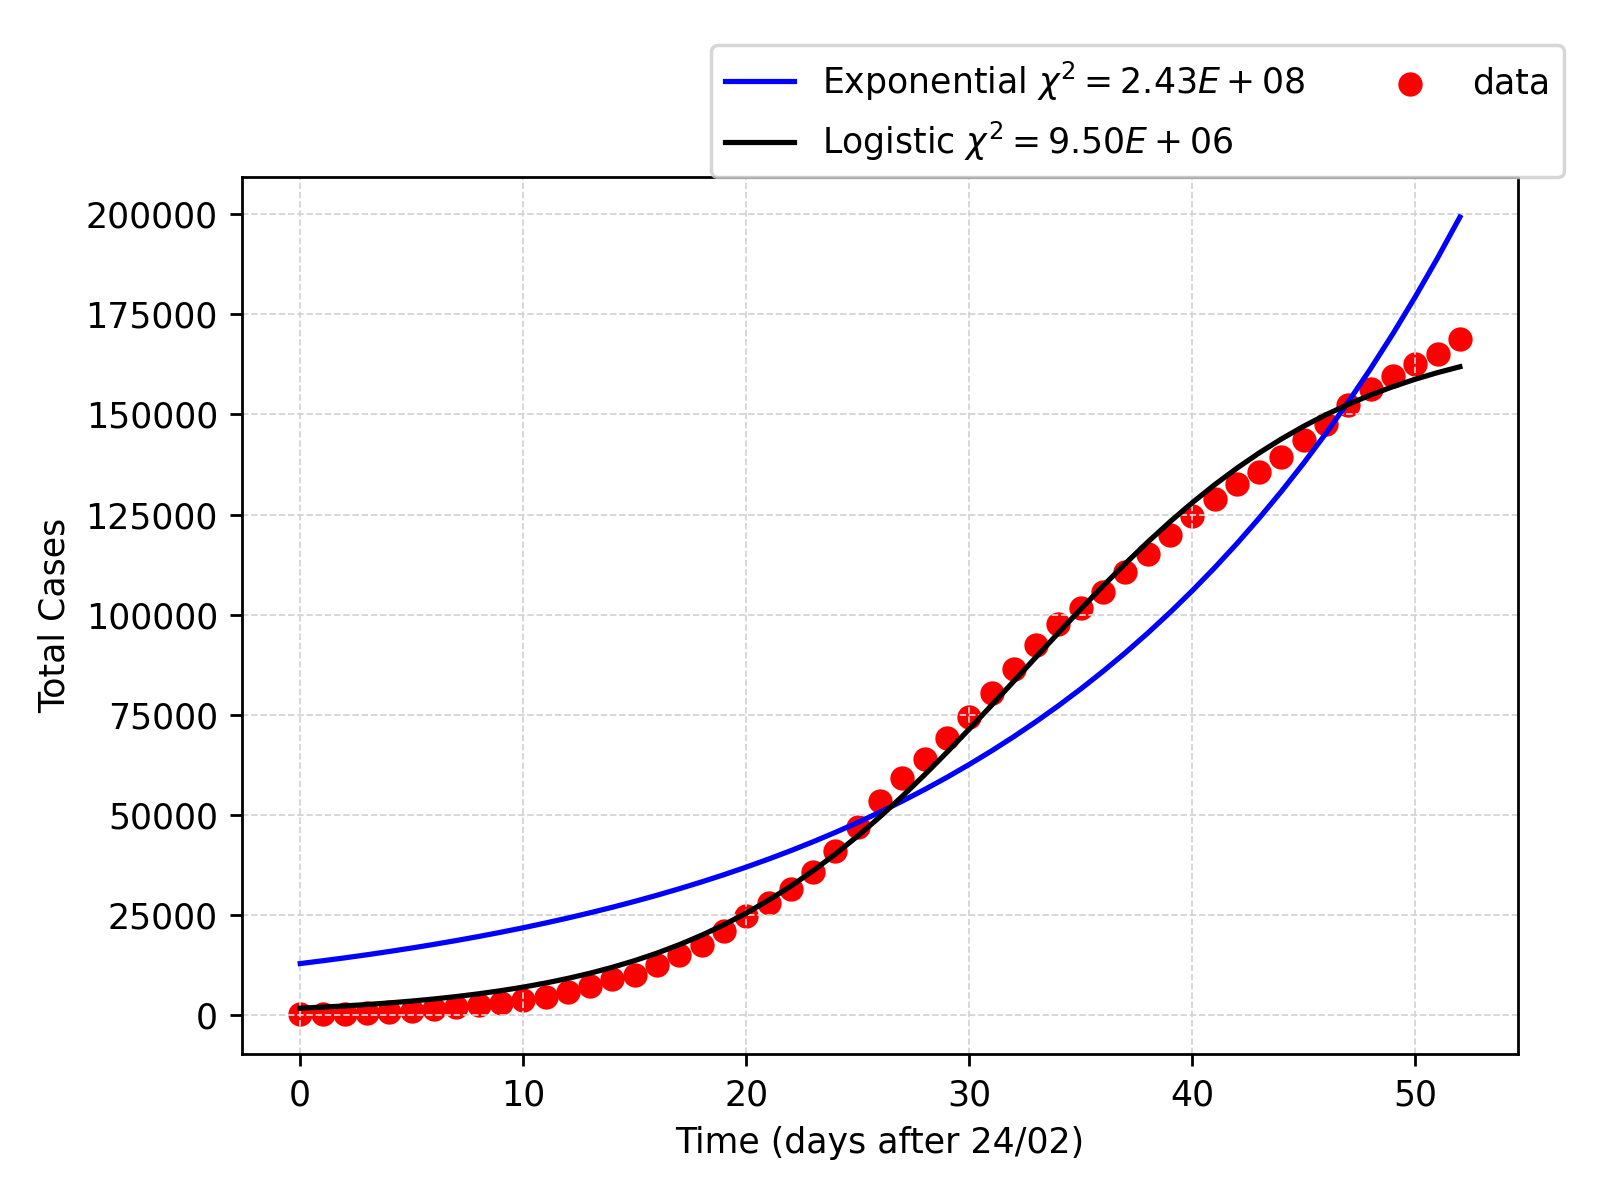 Exponential χ² = 2.43E + 08
data
Logistic χ² = 9.50E + 06
200000
175000
150000
125000
100000
75000
50000
25000
0
Total Cases
0 10 20 30 40 50
Time (days after 24/02)